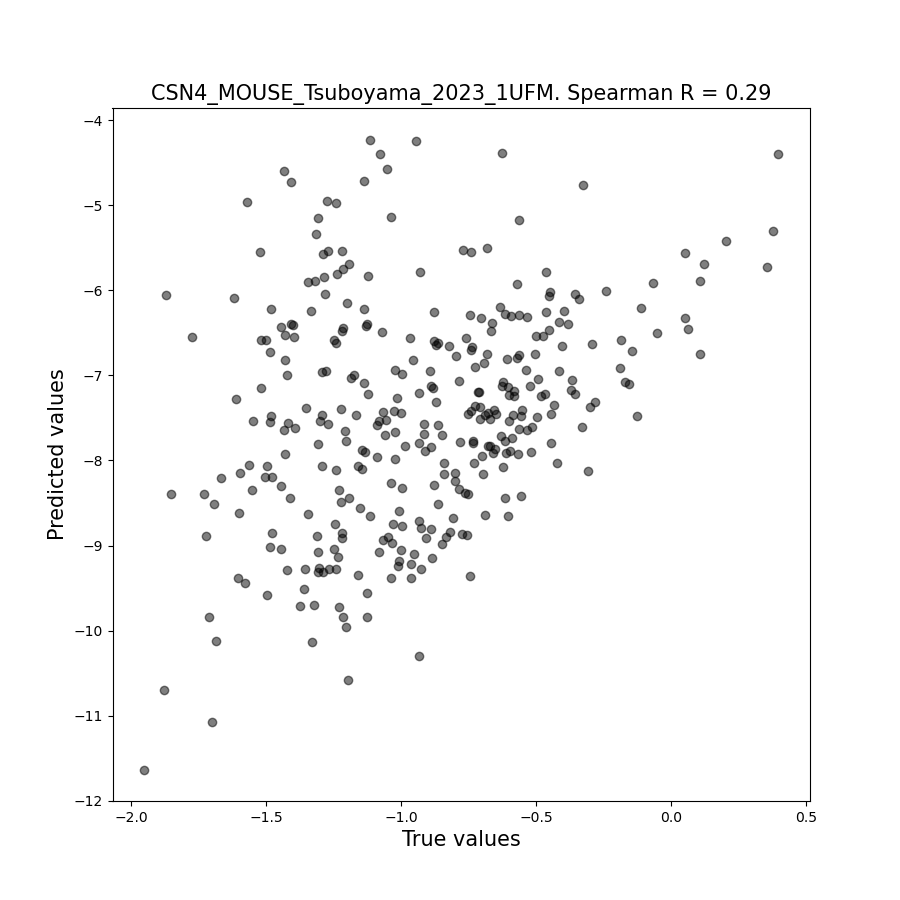 CSN4_MOUSE_Tsuboyama_2023_1UFM. Spearman R = 0.29
−4
−5
−6
−7
−8
−9
−10
−11
−12
Predicted values
−2.0 −1.5 −1.0 −0.5 0.0 0.5
True values